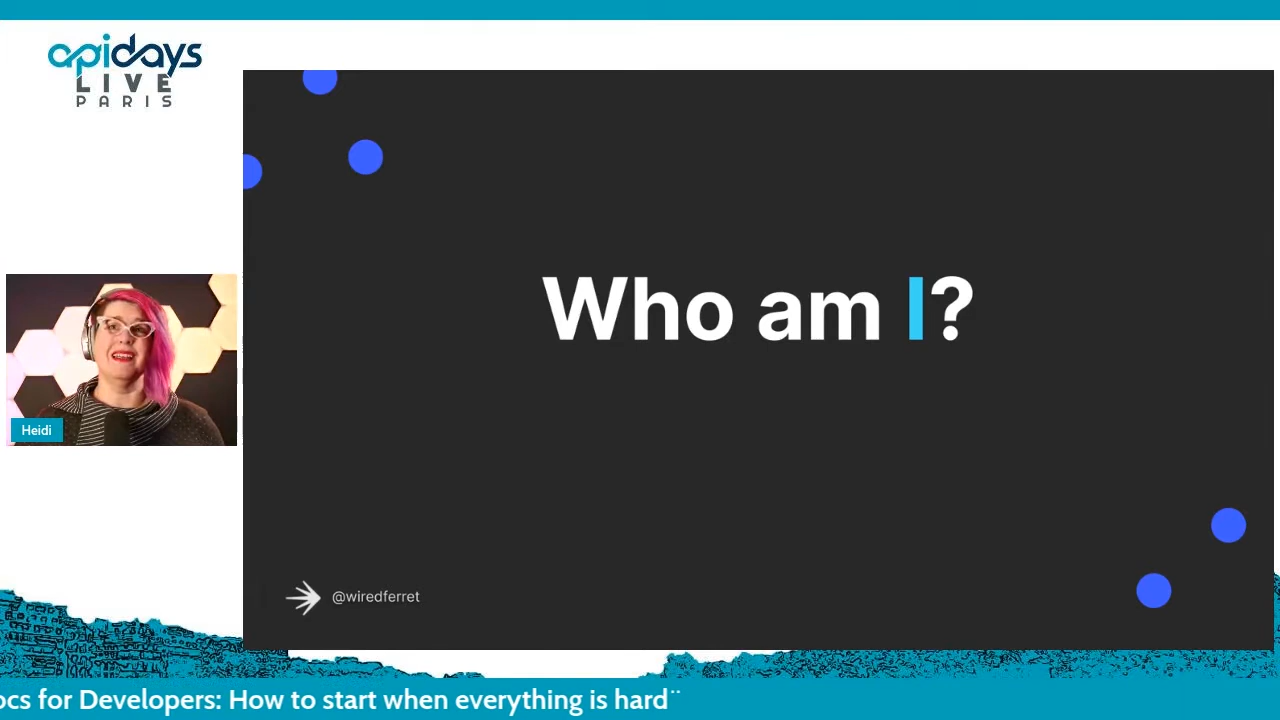 apidays
LIVE
PARIS
Who am I?
Heidi
@wiredferret
ocs for Developers: How to start when everything is hard¨